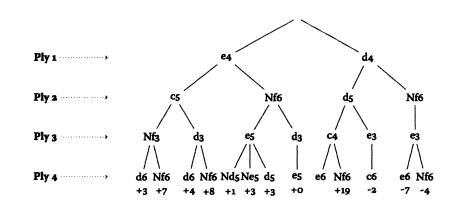 Ply 1 e4 d4
Ply 2 c5 Nf6 d5 Nf6
Ply 3 Nf3 d3 e5 d3 c4 e3 e3
Ply 4 d6 Nf6 d6 Nf6 Nd5 Ne5 d5 e5 e6 Nf6 c6 e6 Nf6
+3 +7 +4 +8 +1 +3 +3 +0 +19 -2 -7 -4